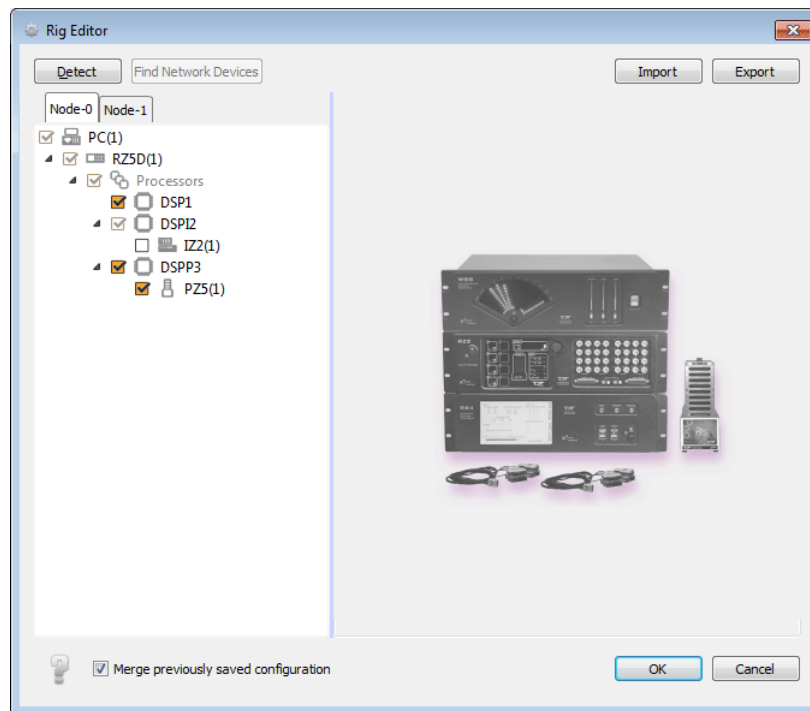 Rig Editor
Detect
Find Network Devices
Import
Export
Node-0
Node-1
PC(1)
RZ5D(1)
Processors
DSP1
DSPI2
IZ2(1)
DSPP3
PZ5(1)
Merge previously saved configuration
OK
Cancel